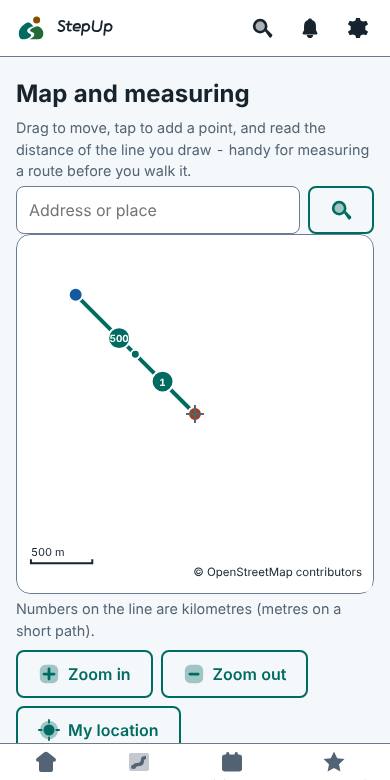 StepUp
Map and measuring
Drag to move, tap to add a point, and read the
distance of the line you draw - handy for measuring
a route before you walk it.
Address or place
500
1
500 m
© OpenStreetMap contributors
Numbers on the line are kilometres (metres on a
short path).
Zoom in
Zoom out
My location